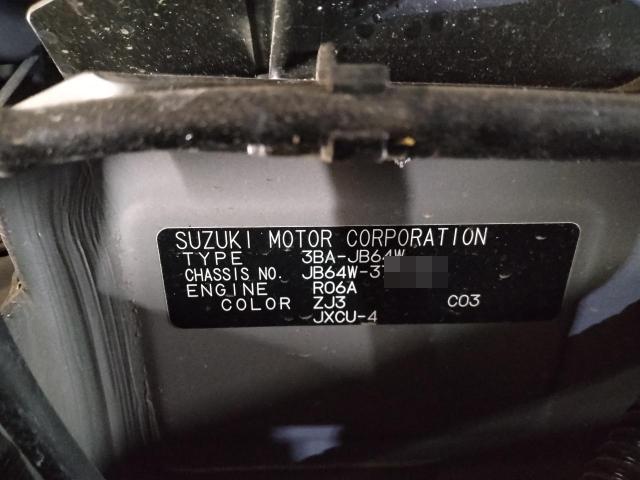 SUZUKI MOTOR CORPORATION
TYPE 3BA-JB64W
CHASSIS NO. JB64W-3
ENGINE R06A
COLOR ZJ3 C03
JXCU-4